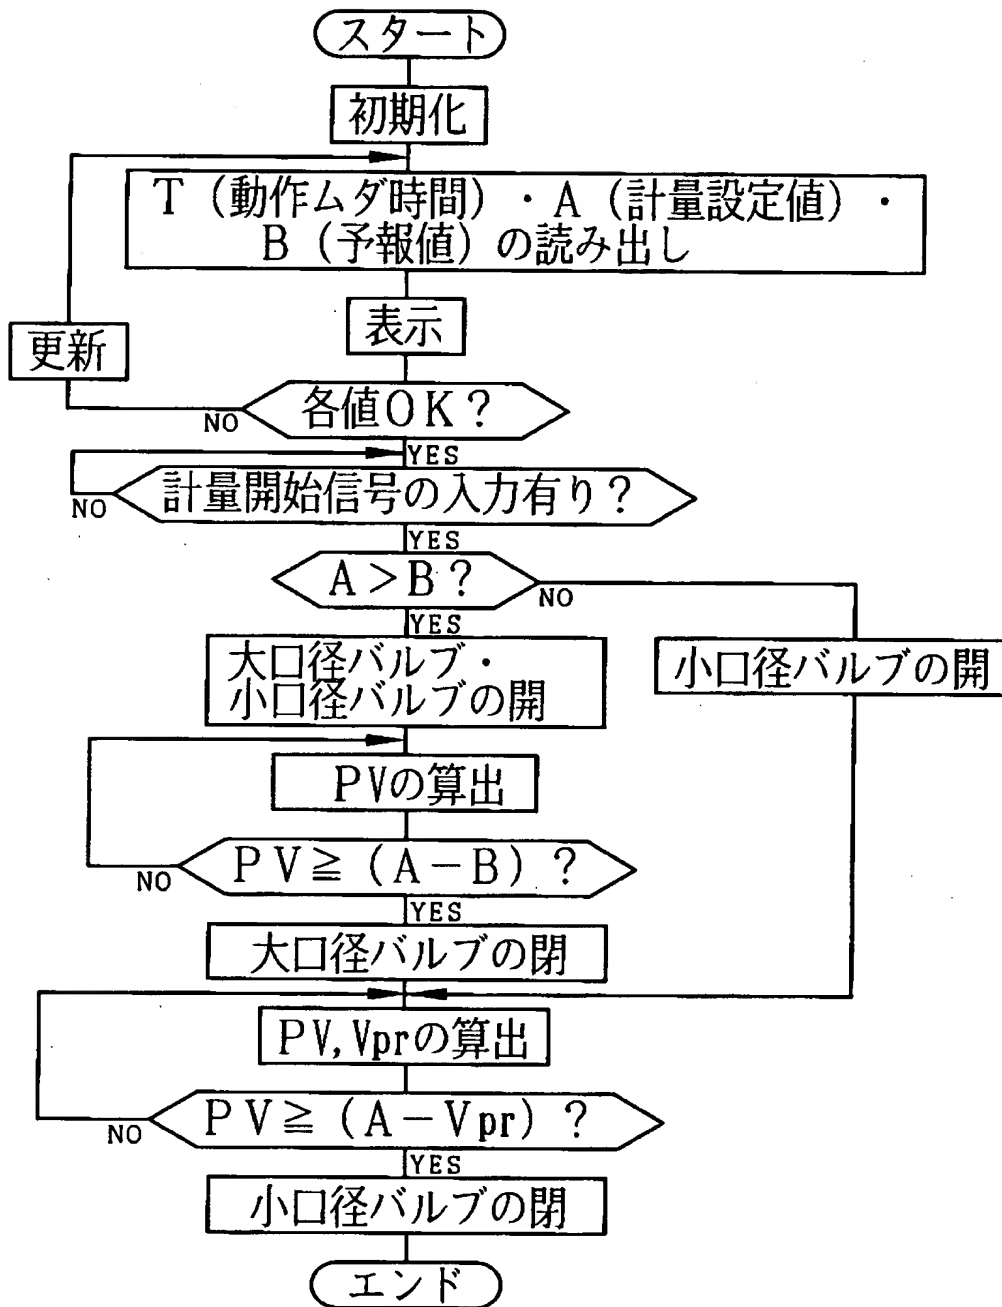 スタート
初期化
T（動作ムダ時間）・A（計量設定値）・
B（予報値）の読み出し
表示
更新
各値OK？
NO
YES
計量開始信号の入力有り？
NO
YES
A＞B？
NO
YES
大口径バルブ・
小口径バルブの開
小口径バルブの開
PVの算出
PV≧（A－B）？
NO
YES
大口径バルブの閉
PV,Vprの算出
PV≧（A－Vpr）？
NO
YES
小口径バルブの閉
エンド